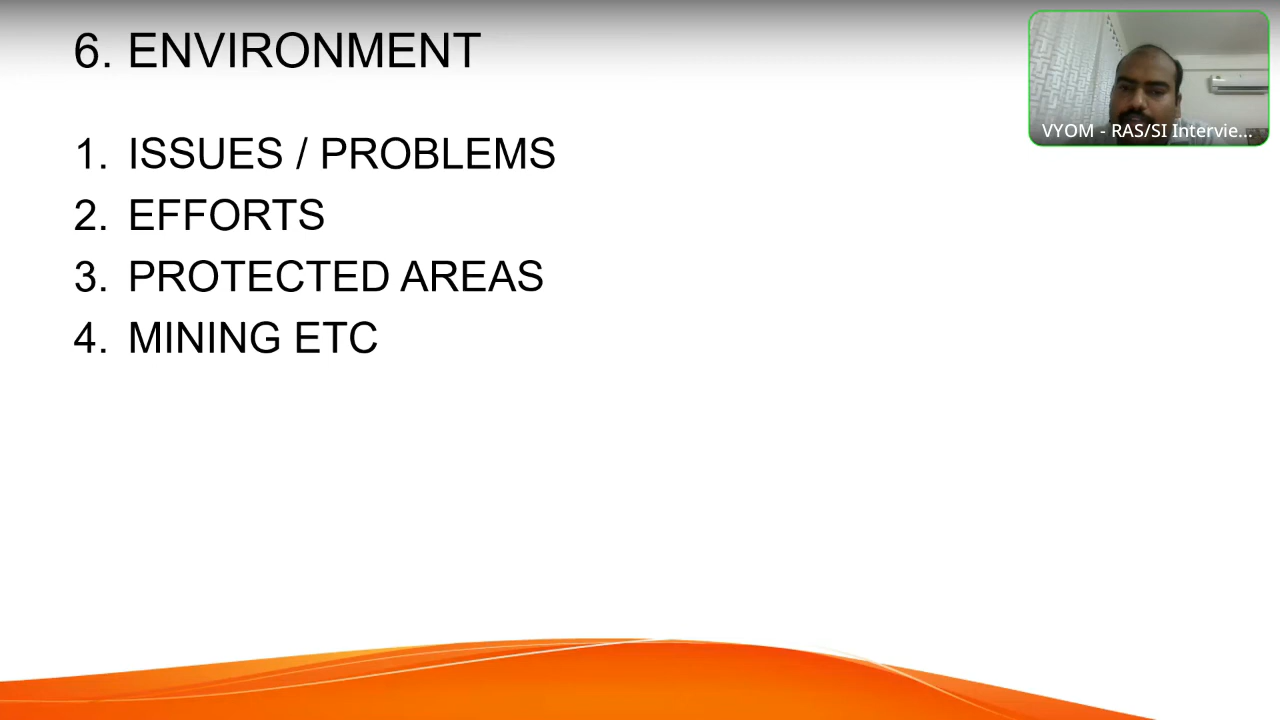 6. ENVIRONMENT
1. ISSUES / PROBLEMS
2. EFFORTS
3. PROTECTED AREAS
4. MINING ETC
VYOM - RAS/SI Intervie...